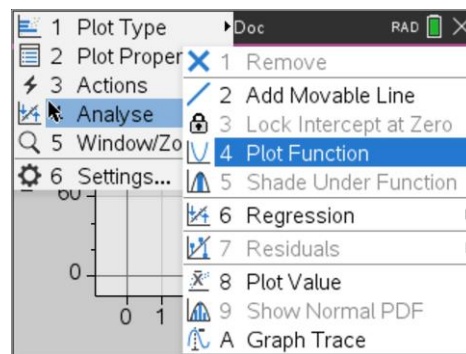 1 Plot Type
Doc
RAD
2 Plot Proper
3 Actions
Analyse
5 Window/Zo
6 Settings...
1 Remove
2 Add Movable Line
3 Lock Intercept at Zero
4 Plot Function
5 Shade Under Function
6 Regression
7 Residuals
8 Plot Value
9 Show Normal PDF
A Graph Trace
60
0
0 1